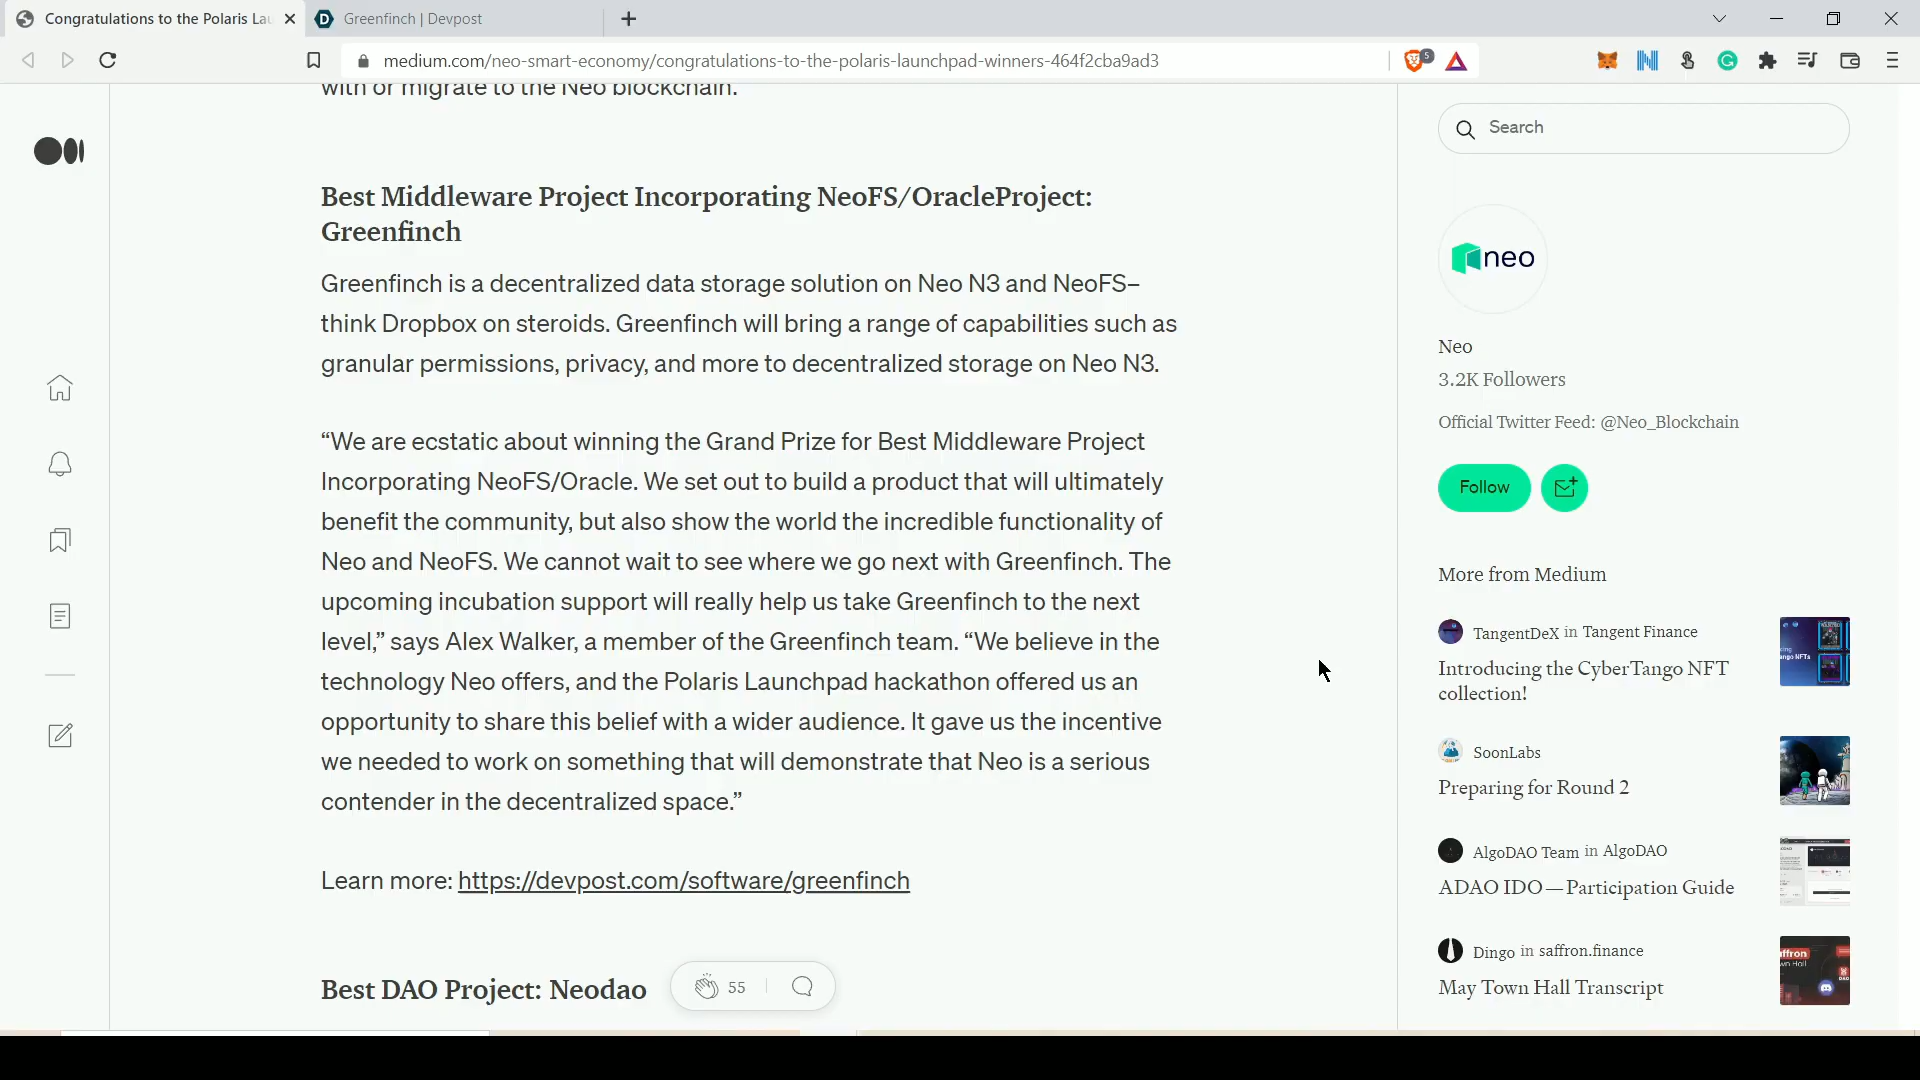 Congratulations to the Polaris Lau
Greenfinch | Devpost
medium.com/neo-smart-economy/congratulations-to-the-polaris-launchpad-winners-464f2cba9ad3
5
with or migrate to the Neo blockchain.
Best Middleware Project Incorporating NeoFS/OracleProject:
Greenfinch
Greenfinch is a decentralized data storage solution on Neo N3 and NeoFS–
think Dropbox on steroids. Greenfinch will bring a range of capabilities such as
granular permissions, privacy, and more to decentralized storage on Neo N3.
“We are ecstatic about winning the Grand Prize for Best Middleware Project
Incorporating NeoFS/Oracle. We set out to build a product that will ultimately
benefit the community, but also show the world the incredible functionality of
Neo and NeoFS. We cannot wait to see where we go next with Greenfinch. The
upcoming incubation support will really help us take Greenfinch to the next
level,” says Alex Walker, a member of the Greenfinch team. “We believe in the
technology Neo offers, and the Polaris Launchpad hackathon offered us an
opportunity to share this belief with a wider audience. It gave us the incentive
we needed to work on something that will demonstrate that Neo is a serious
contender in the decentralized space.”
Learn more: https://devpost.com/software/greenfinch
Best DAO Project: Neodao
55
Search
neo
Neo
3.2K Followers
Official Twitter Feed: @Neo_Blockchain
Follow
More from Medium
TangentDeX in Tangent Finance
Introducing the CyberTango NFT
collection!
SoonLabs
Preparing for Round 2
AlgoDAO Team in AlgoDAO
ADAO IDO — Participation Guide
Dingo in saffron.finance
May Town Hall Transcript